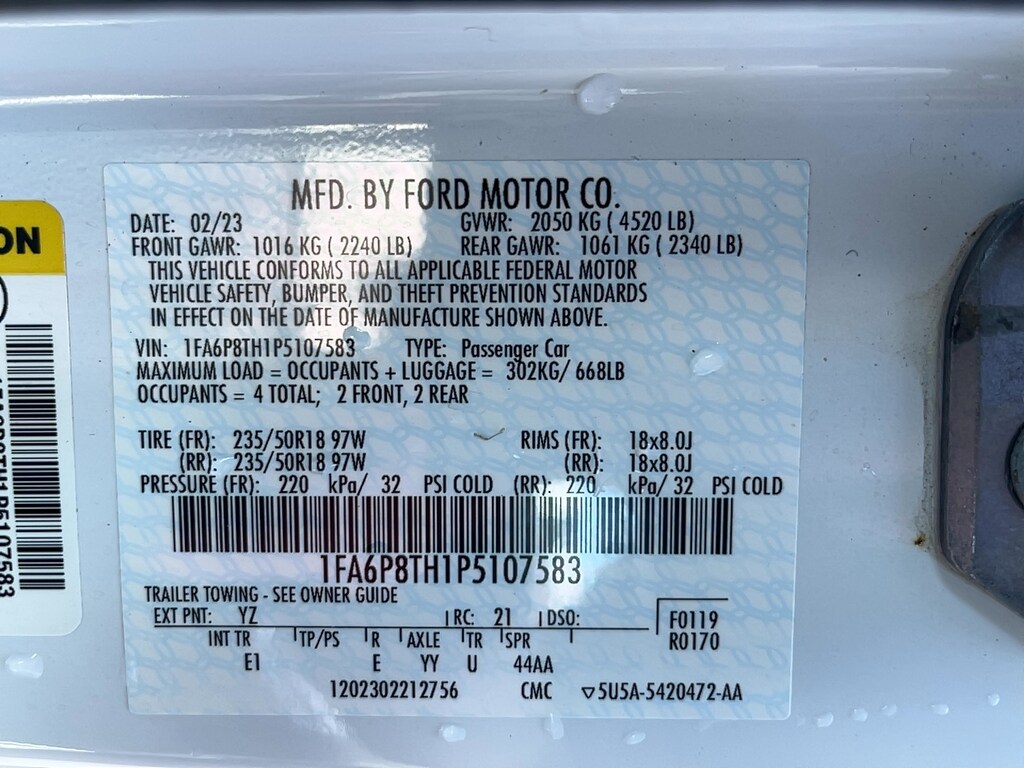 MFD. BY FORD MOTOR CO.
DATE: 02/23 GVWR: 2050 KG ( 4520 LB)
FRONT GAWR: 1016 KG ( 2240 LB) REAR GAWR: 1061 KG ( 2340 LB)
THIS VEHICLE CONFORMS TO ALL APPLICABLE FEDERAL MOTOR
VEHICLE SAFETY, BUMPER, AND THEFT PREVENTION STANDARDS
IN EFFECT ON THE DATE OF MANUFACTURE SHOWN ABOVE.
VIN: 1FA6P8TH1P5107583 TYPE: Passenger Car
MAXIMUM LOAD = OCCUPANTS + LUGGAGE = 302KG/ 668LB
OCCUPANTS = 4 TOTAL; 2 FRONT, 2 REAR
TIRE (FR): 235/50R18 97W RIMS (FR): 18x8.0J
(RR): 235/50R18 97W (RR): 18x8.0J
PRESSURE (FR): 220 kPa/ 32 PSI COLD (RR): 220 kPa/ 32 PSI COLD
1FA6P8TH1P5107583
TRAILER TOWING - SEE OWNER GUIDE
EXT PNT: YZ RC: 21 DSO: F0119
INT TR TP/PS R AXLE TR SPR R0170
E1 E YY U 44AA
1202302212756 CMC ▽5U5A-5420472-AA
ON